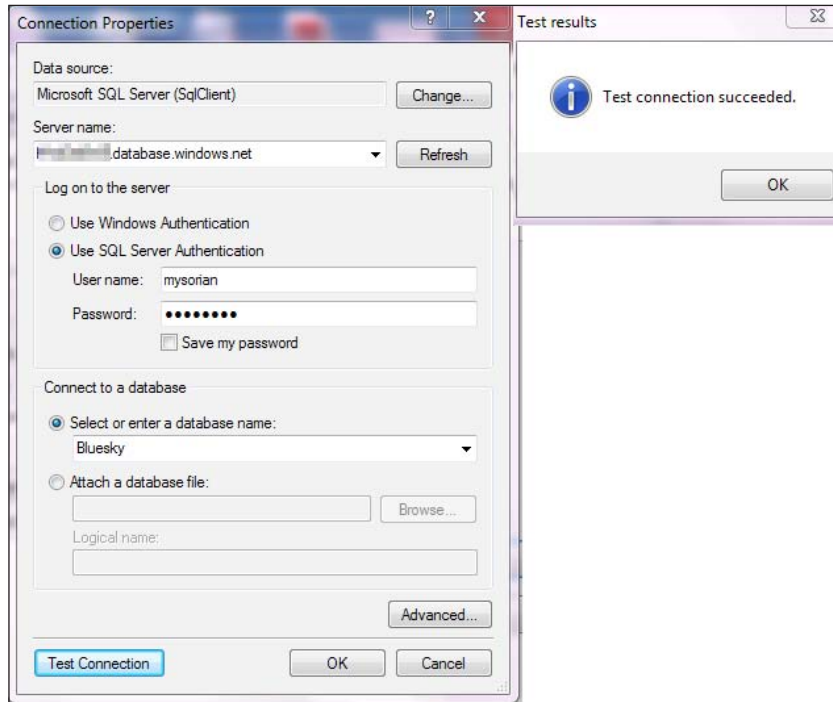 Connection Properties
Data source:
Microsoft SQL Server (SqlClient)
Change...
Server name:
.database.windows.net
Refresh
Log on to the server
Use Windows Authentication
Use SQL Server Authentication
User name:
mysorian
Password:
●●●●●●●●
Save my password
Connect to a database
Select or enter a database name:
Bluesky
Attach a database file:
Browse...
Logical name:
Advanced...
Test Connection
OK
Cancel
Test results
Test connection succeeded.
OK